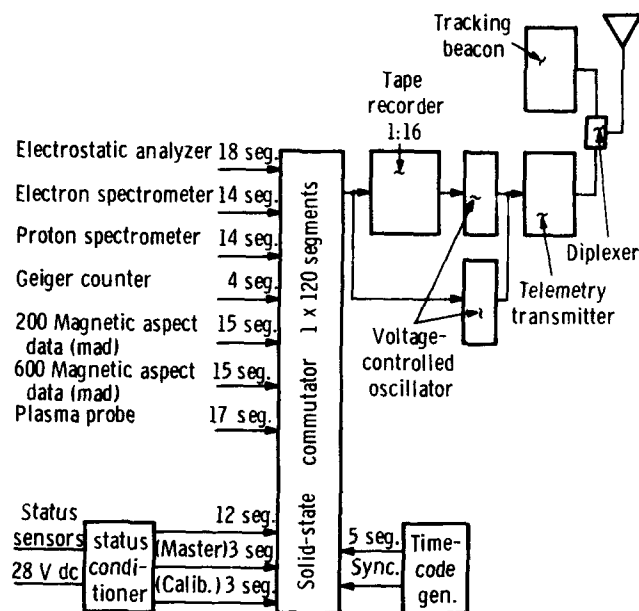 Tracking
beacon
Tape
recorder
1:16
Electrostatic analyzer 18 seg.
Electron spectrometer 14 seg.
Proton spectrometer 14 seg.
Geiger counter 4 seg.
200 Magnetic aspect 15 seg.
data (mad)
600 Magnetic aspect 15 seg.
data (mad)
Plasma probe 17 seg.
Solid-state commutator 1 x 120 segments
Diplexer
Telemetry
transmitter
Voltage-
controlled
oscillator
Status
sensors
28 V dc
status
condi-
tioner
12 seg.
(Master) 3 seg
(Calib.) 3 seg.
5 seg.
Sync.
Time-
code
gen.